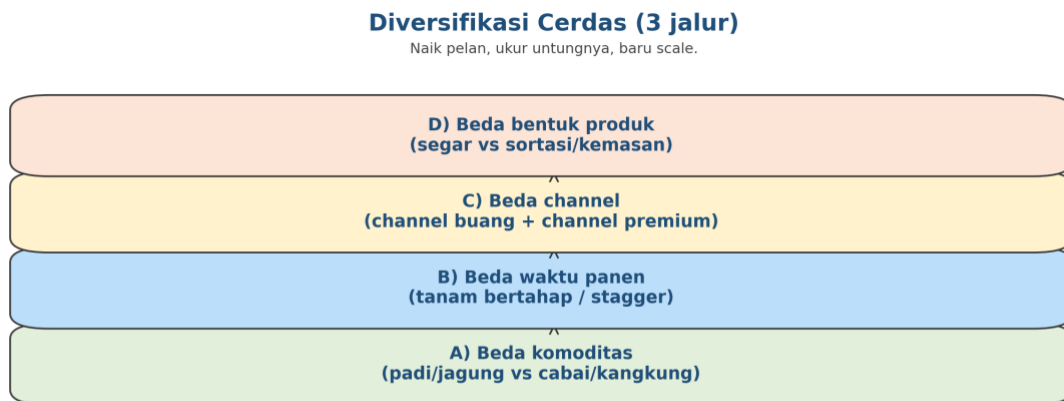 Diversifikasi Cerdas (3 jalur)
Naik pelan, ukur untungnya, baru scale.
D) Beda bentuk produk
(segar vs sortasi/kemasan)
C) Beda channel
(channel buang + channel premium)
B) Beda waktu panen
(tanam bertahap / stagger)
A) Beda komoditas
(padi/jagung vs cabai/kangkung)